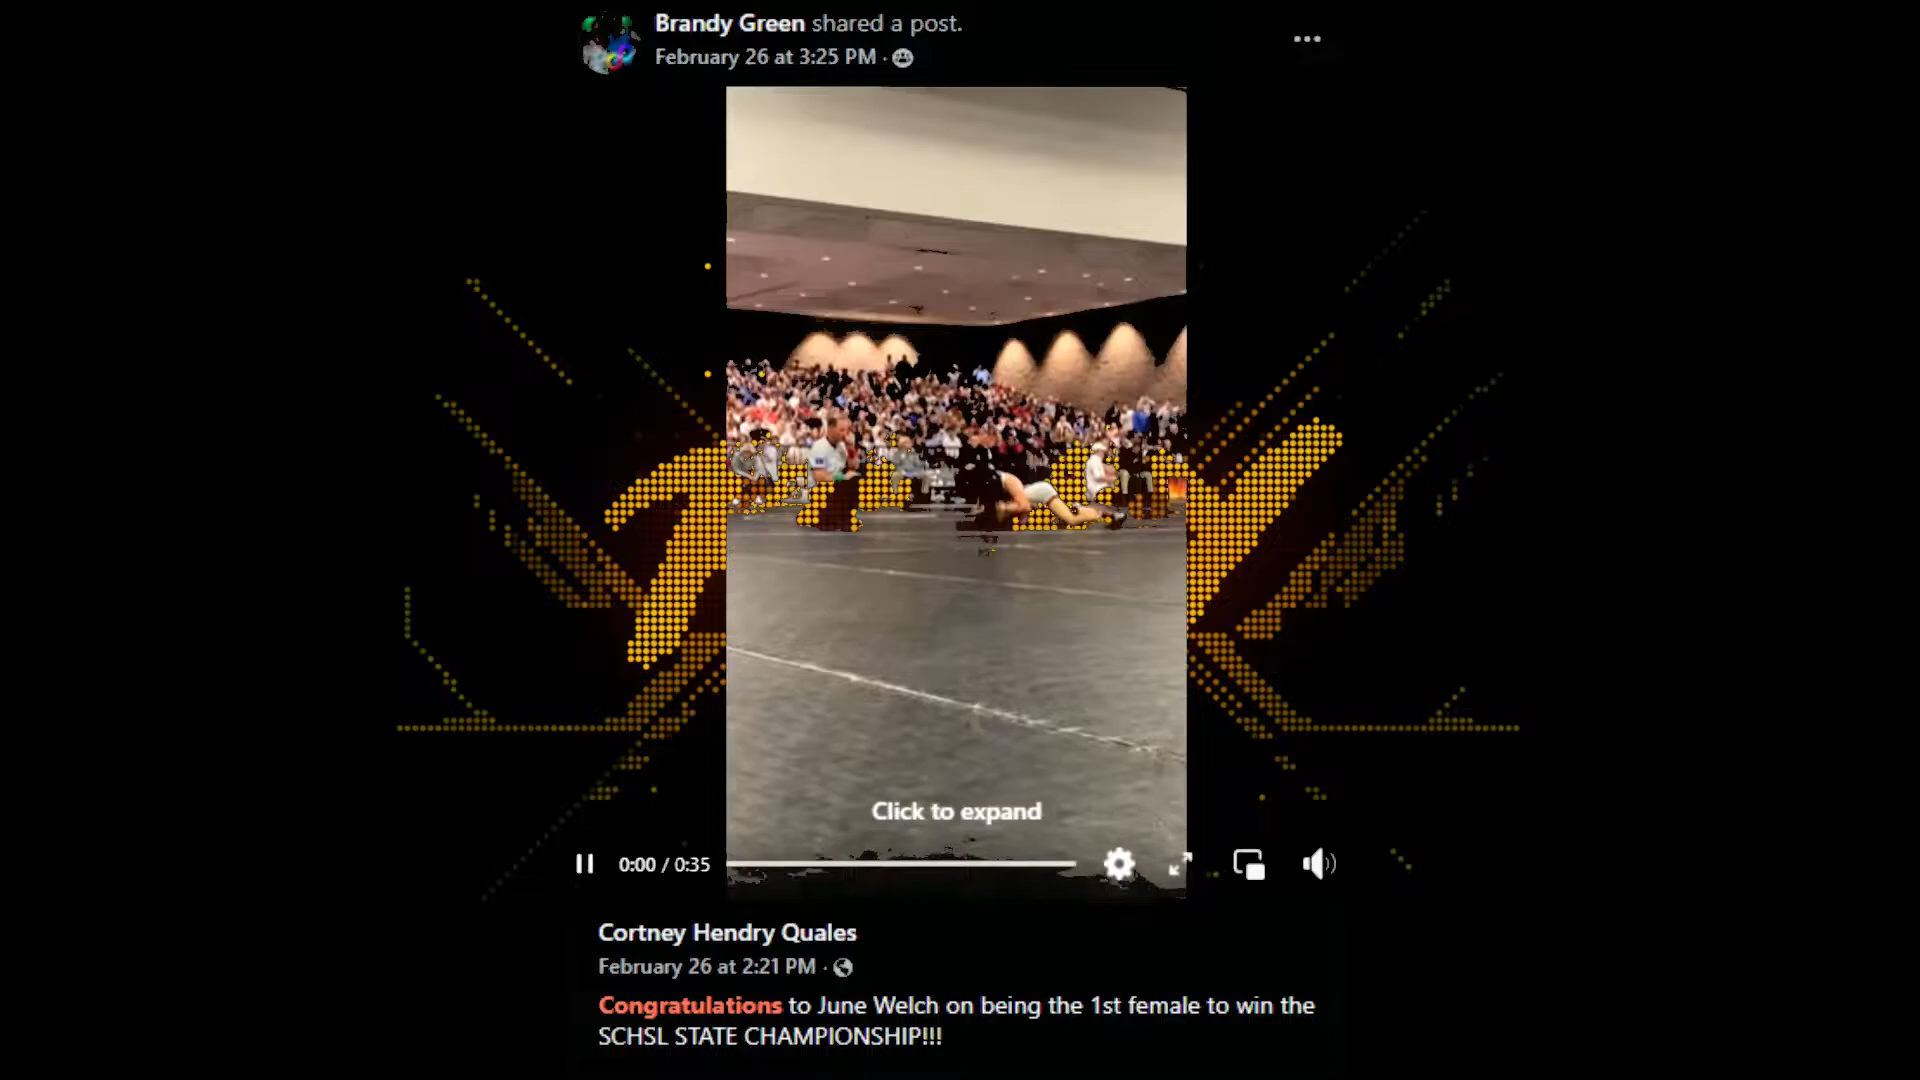 Brandy Green shared a post.
February 26 at 3:25 PM ·
Click to expand
0:00 / 0:35
Cortney Hendry Quales
February 26 at 2:21 PM ·
Congratulations to June Welch on being the 1st female to win the
SCHSL STATE CHAMPIONSHIP!!!